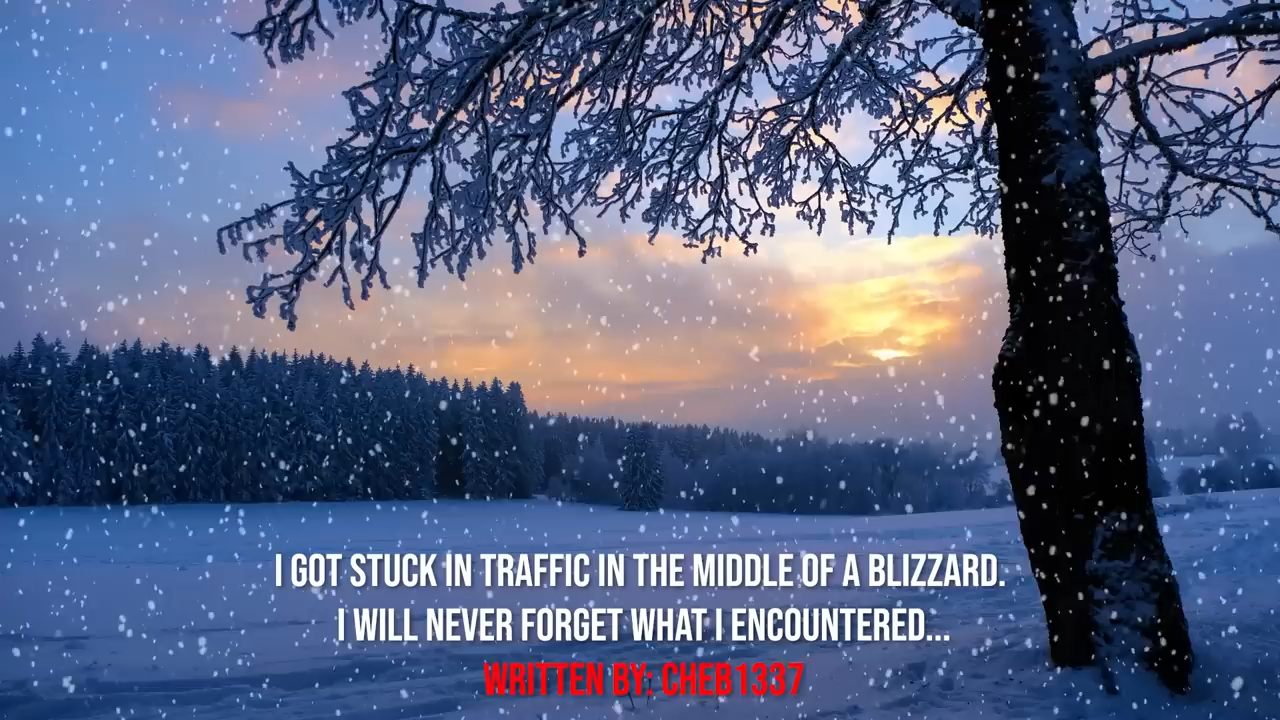 I GOT STUCK IN TRAFFIC IN THE MIDDLE OF A BLIZZARD.
I WILL NEVER FORGET WHAT I ENCOUNTERED...
WRITTEN BY: CHEB1337